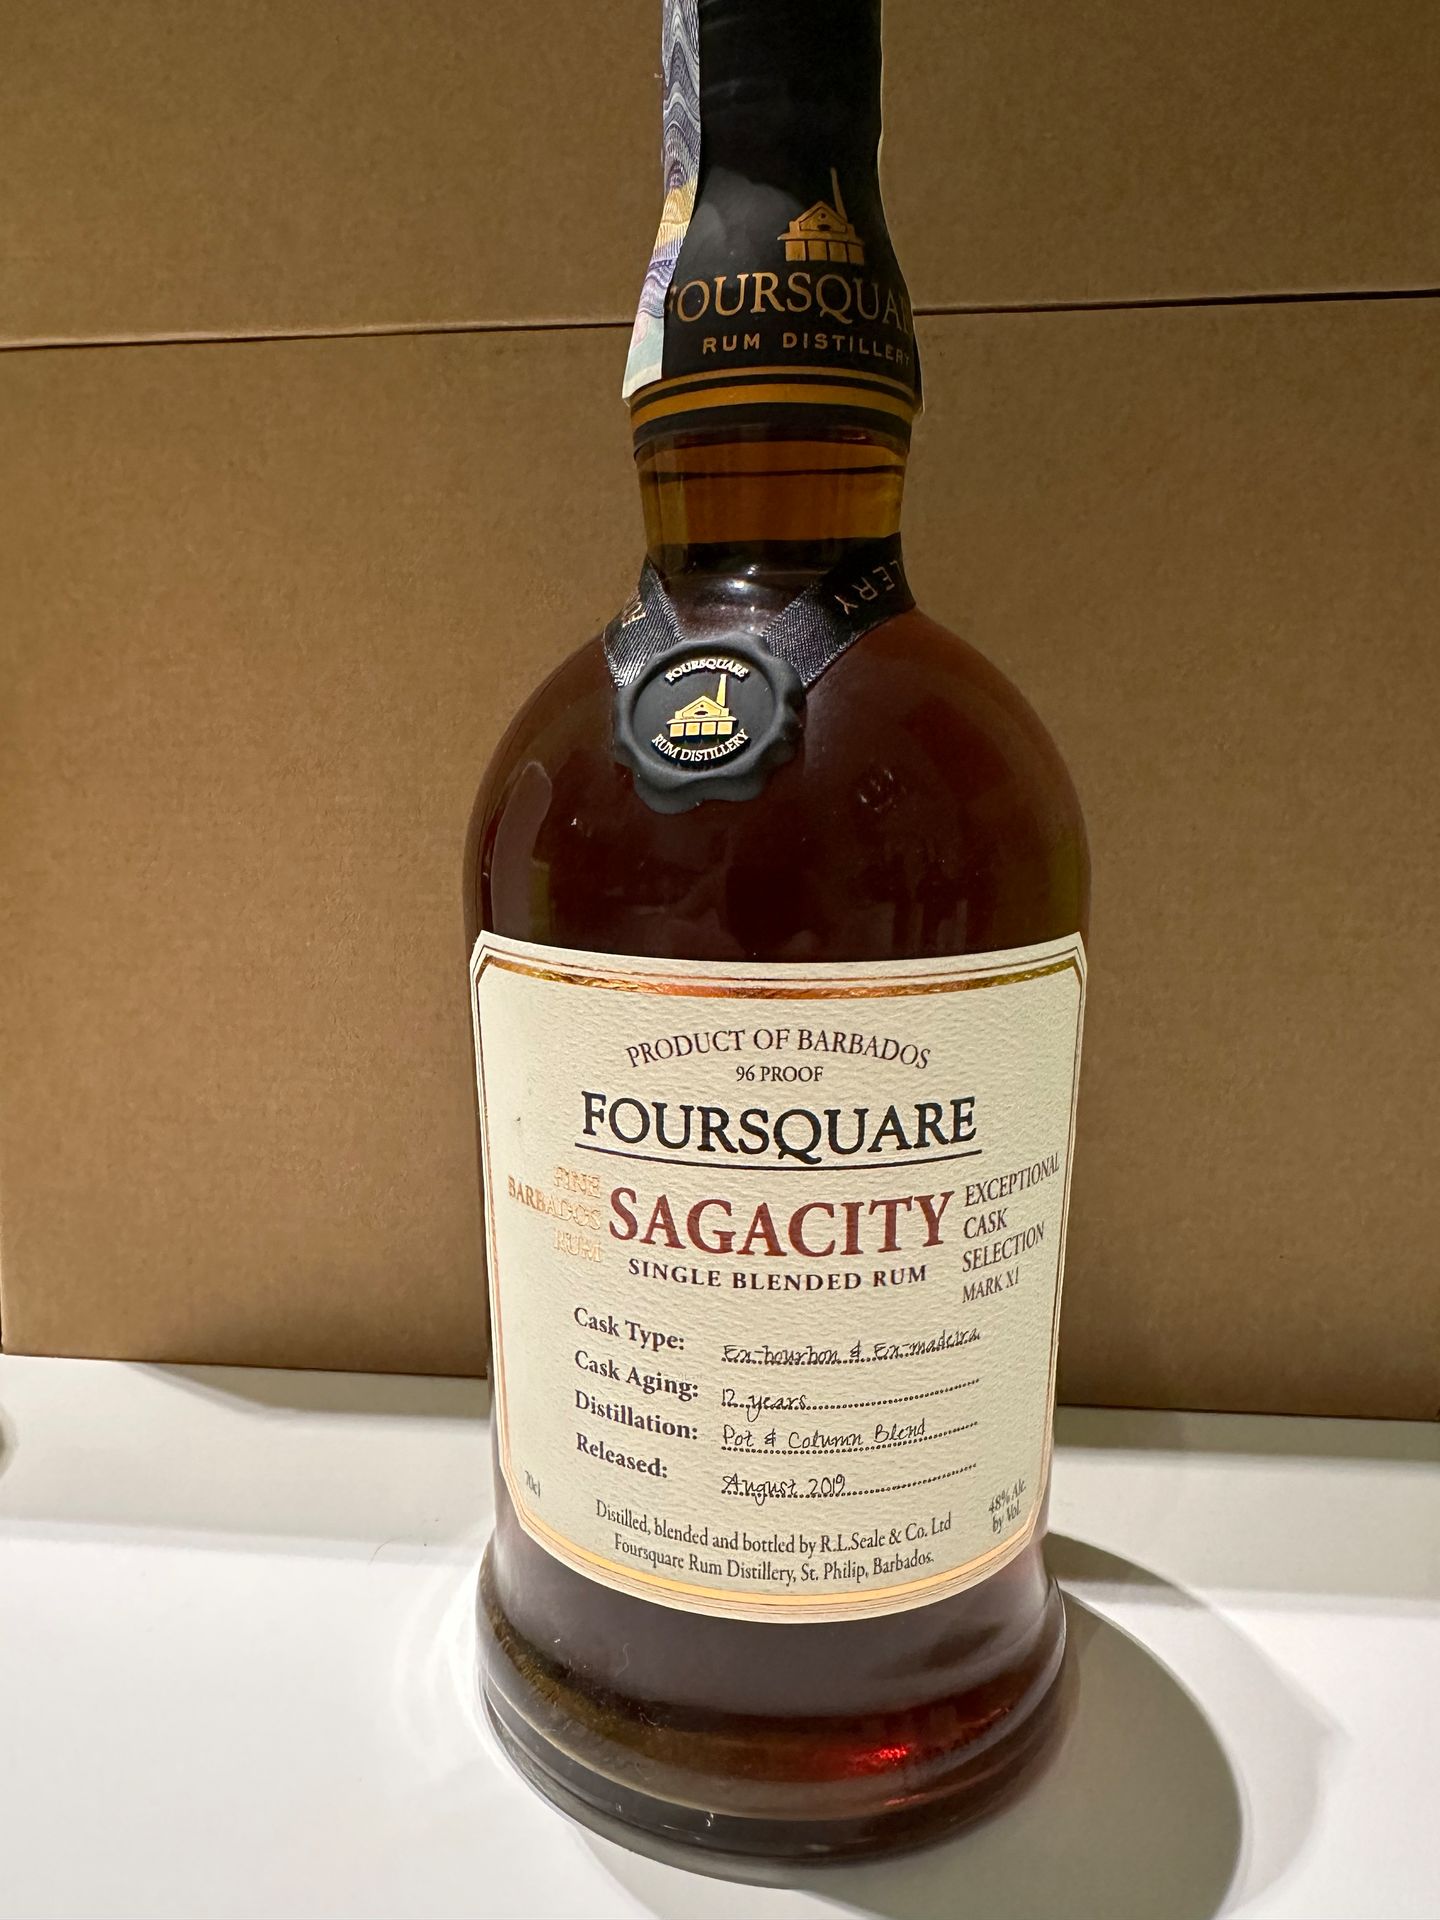 FOURSQUAR
RUM DISTILLERY
LLERY
FOURSQUARE
RUM DISTILLERY
PRODUCT OF BARBADOS
96 PROOF
FOURSQUARE
FINE
BARBADOS
RUM
SAGACITY
EXCEPTIONAL
CASK
SELECTION
MARK XI
SINGLE BLENDED RUM
Cask Type: Ex-bourbon & Ex-madeira
Cask Aging: 12 years
Distillation: Pot & Column Blend
Released: August 2019
70cl
48% Alc.
by Vol.
Distilled, blended and bottled by R.L.Seale & Co. Ltd
Foursquare Rum Distillery, St. Philip, Barbados.